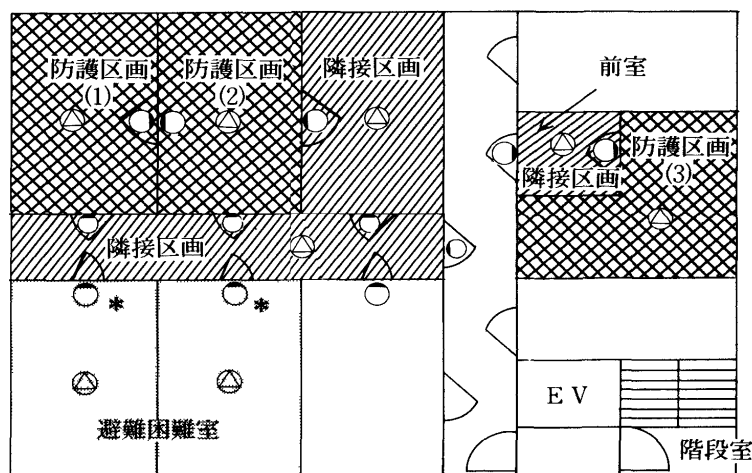 防護区画
(1)
防護区画
(2)
隣接区画
前室
隣接区画
防護区画
(3)
隣接区画
*
*
避難困難室
EV
階段室